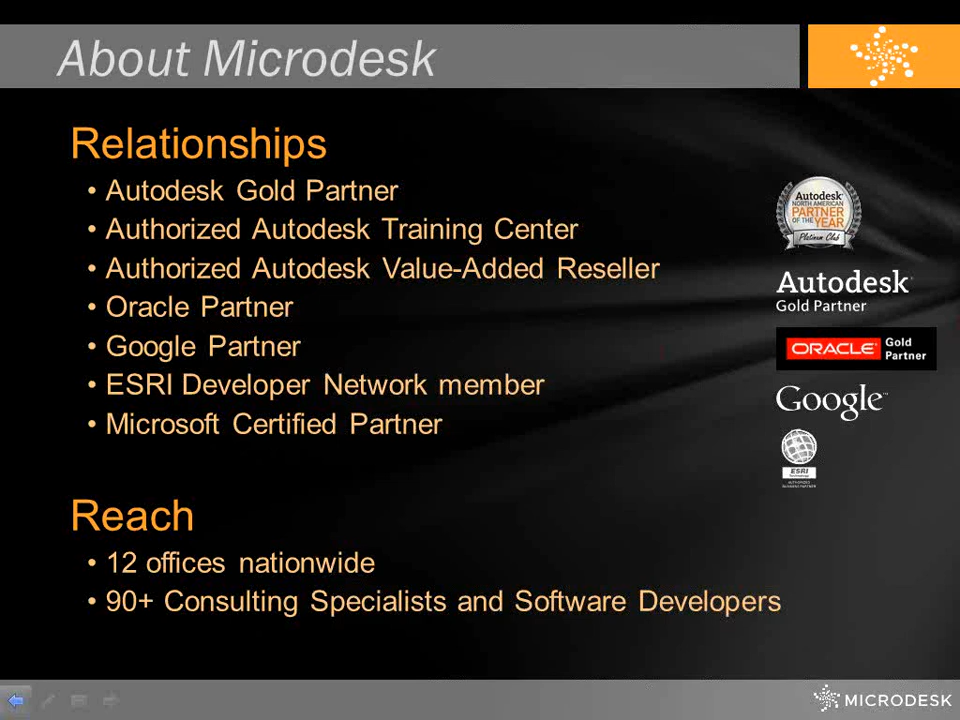 About Microdesk
Relationships
• Autodesk Gold Partner
• Authorized Autodesk Training Center
• Authorized Autodesk Value-Added Reseller
• Oracle Partner
• Google Partner
• ESRI Developer Network member
• Microsoft Certified Partner
Autodesk
NORTH AMERICAN
PARTNER
OF THE
YEAR
Platinum Club
Autodesk
Gold Partner
ORACLE Gold
Partner
Google™
ESRI
Reach
• 12 offices nationwide
• 90+ Consulting Specialists and Software Developers
MICRODESK